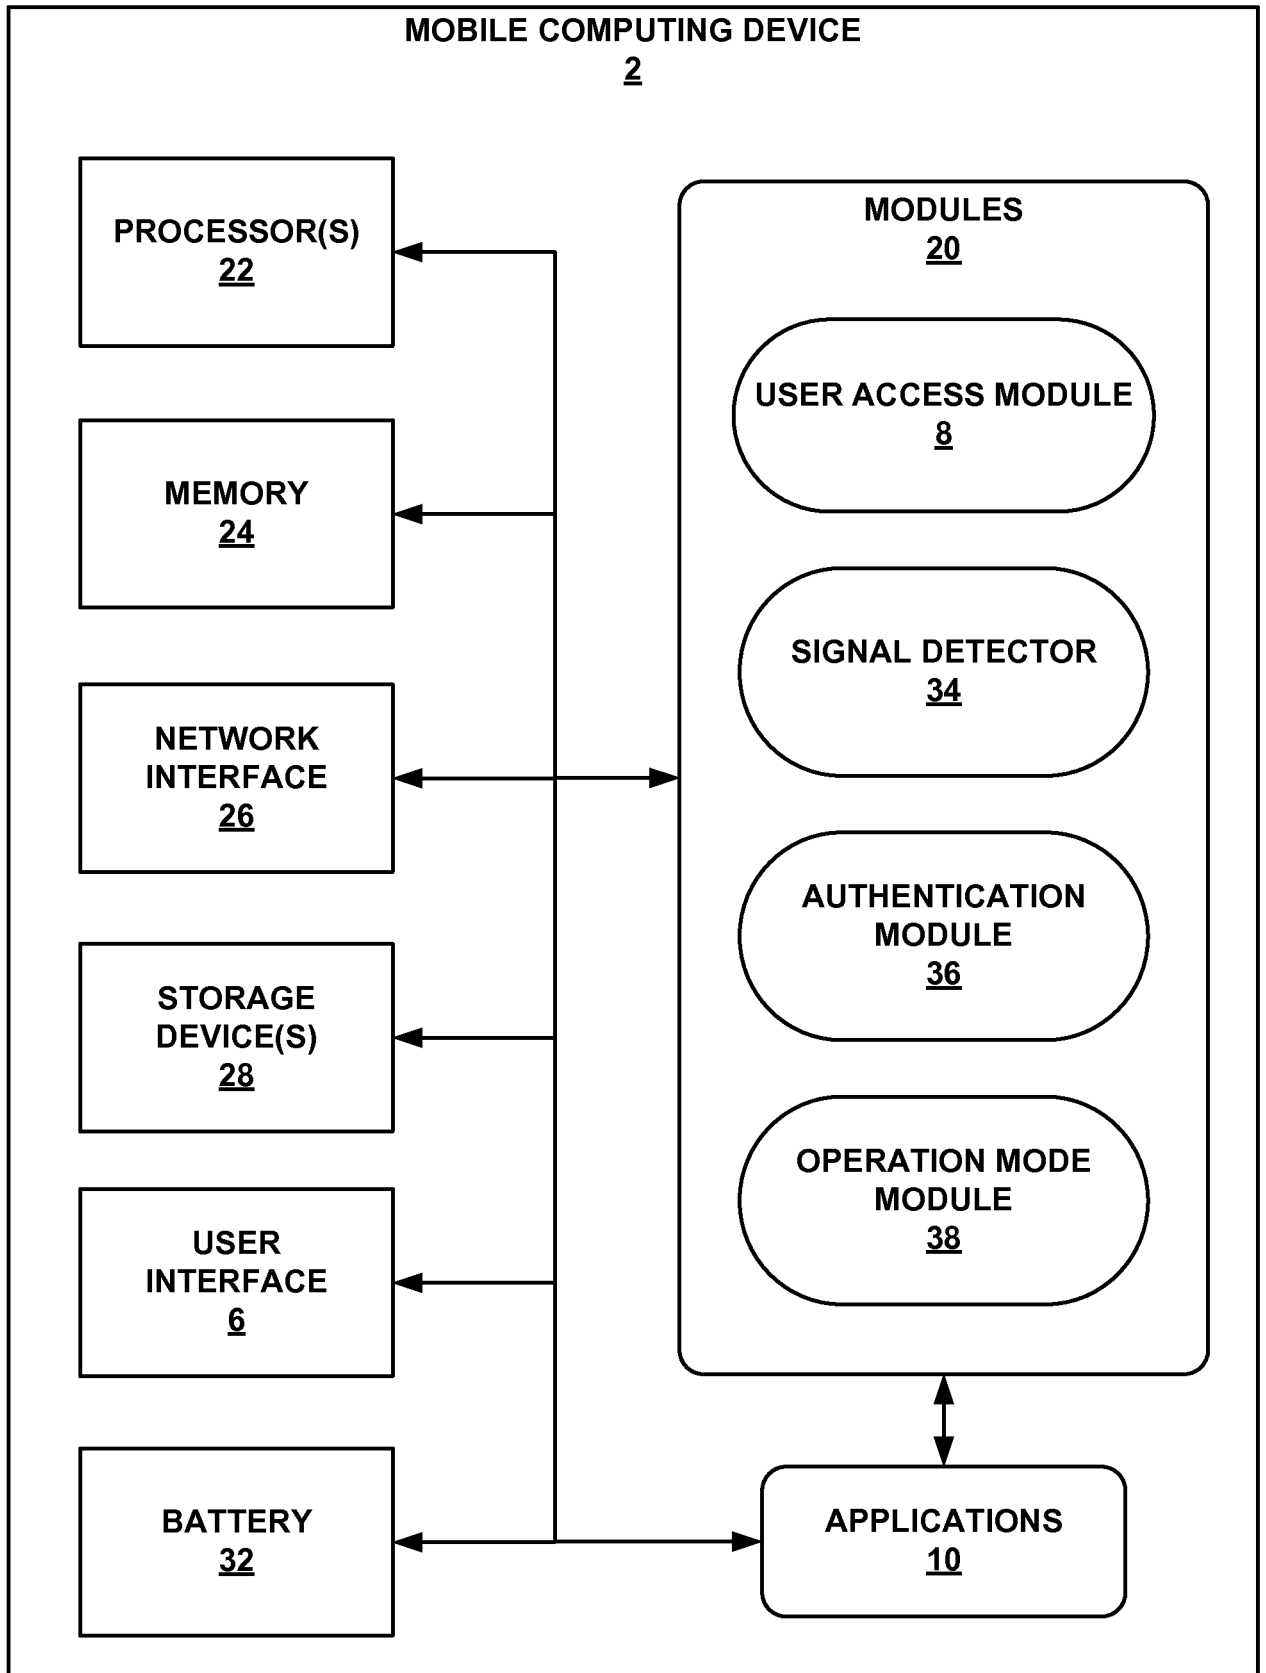 MOBILE COMPUTING DEVICE
2
PROCESSOR(S)
22
MEMORY
24
NETWORK
INTERFACE
26
STORAGE
DEVICE(S)
28
USER
INTERFACE
6
BATTERY
32
MODULES
20
USER ACCESS MODULE
8
SIGNAL DETECTOR
34
AUTHENTICATION
MODULE
36
OPERATION MODE
MODULE
38
APPLICATIONS
10